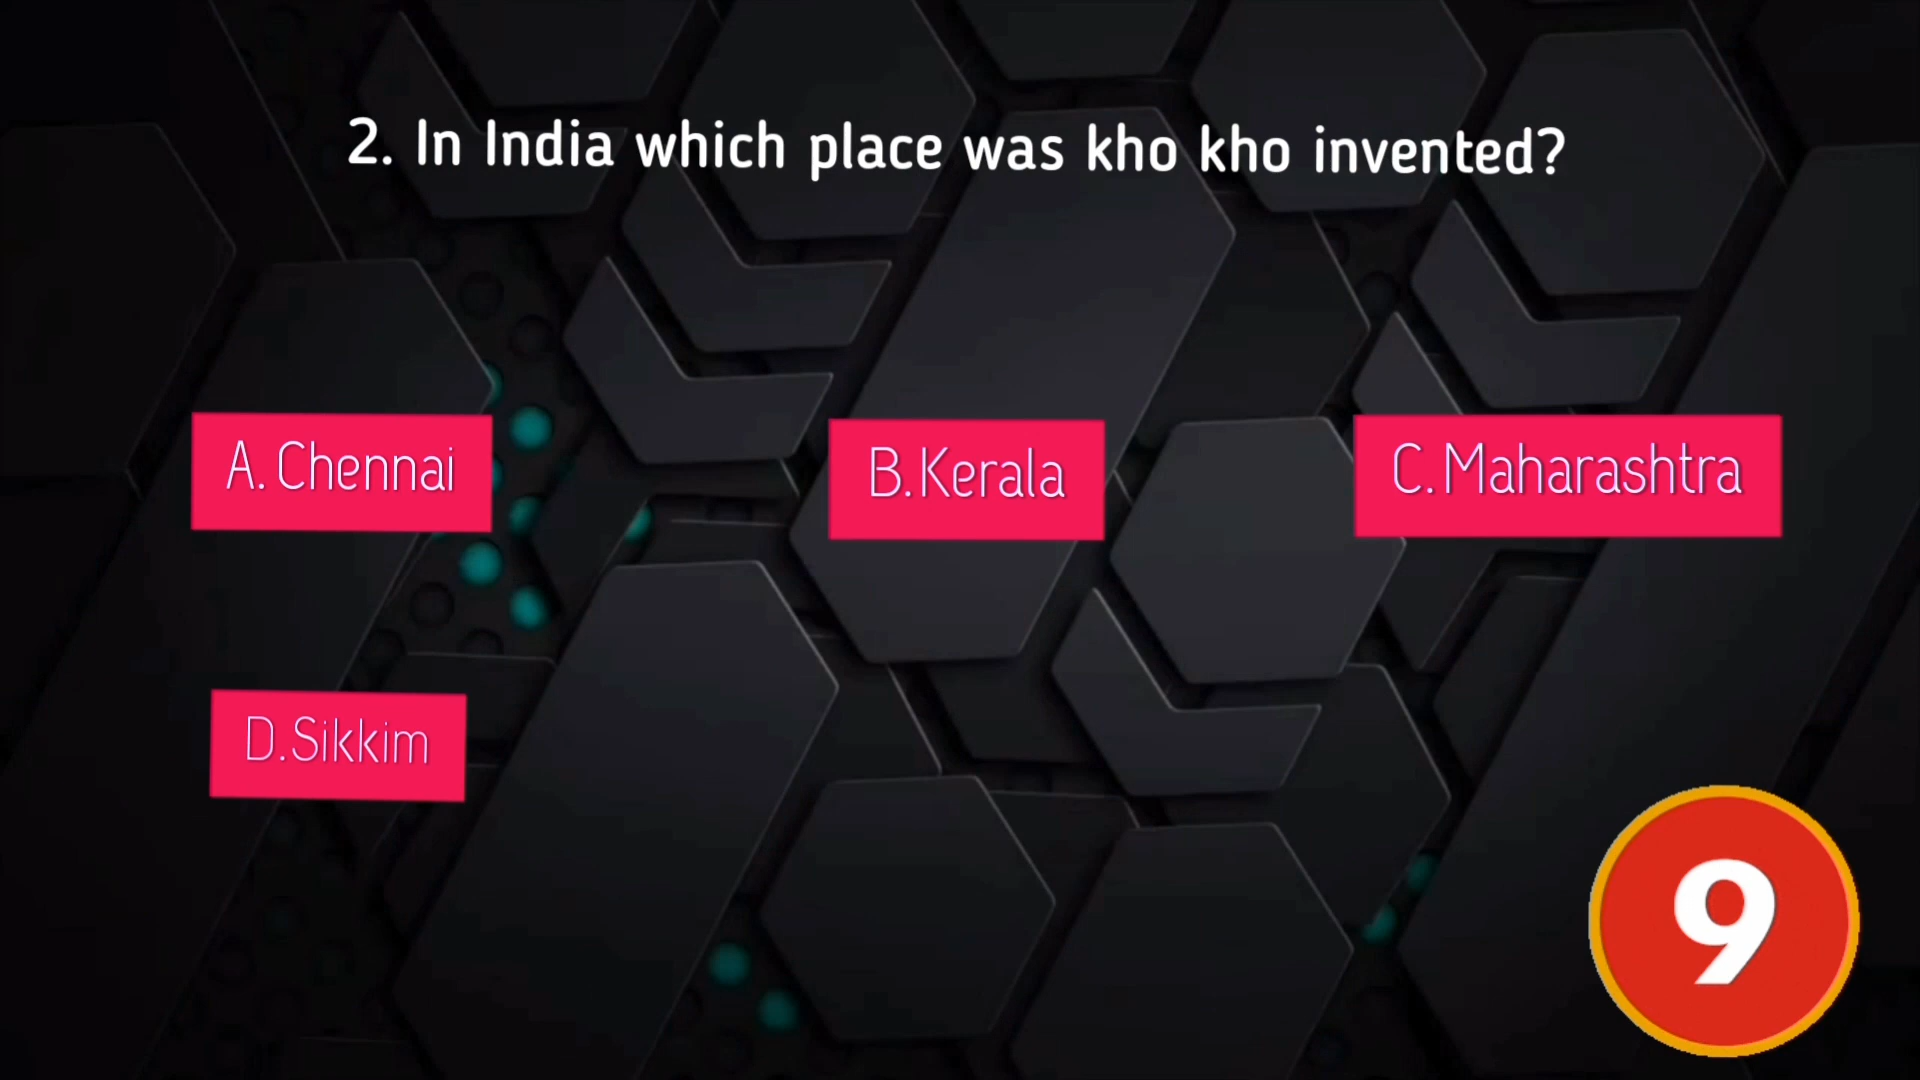 2. In India which place was kho kho invented?
A. Chennai
B.Kerala
C. Maharashtra
D.Sikkim
9